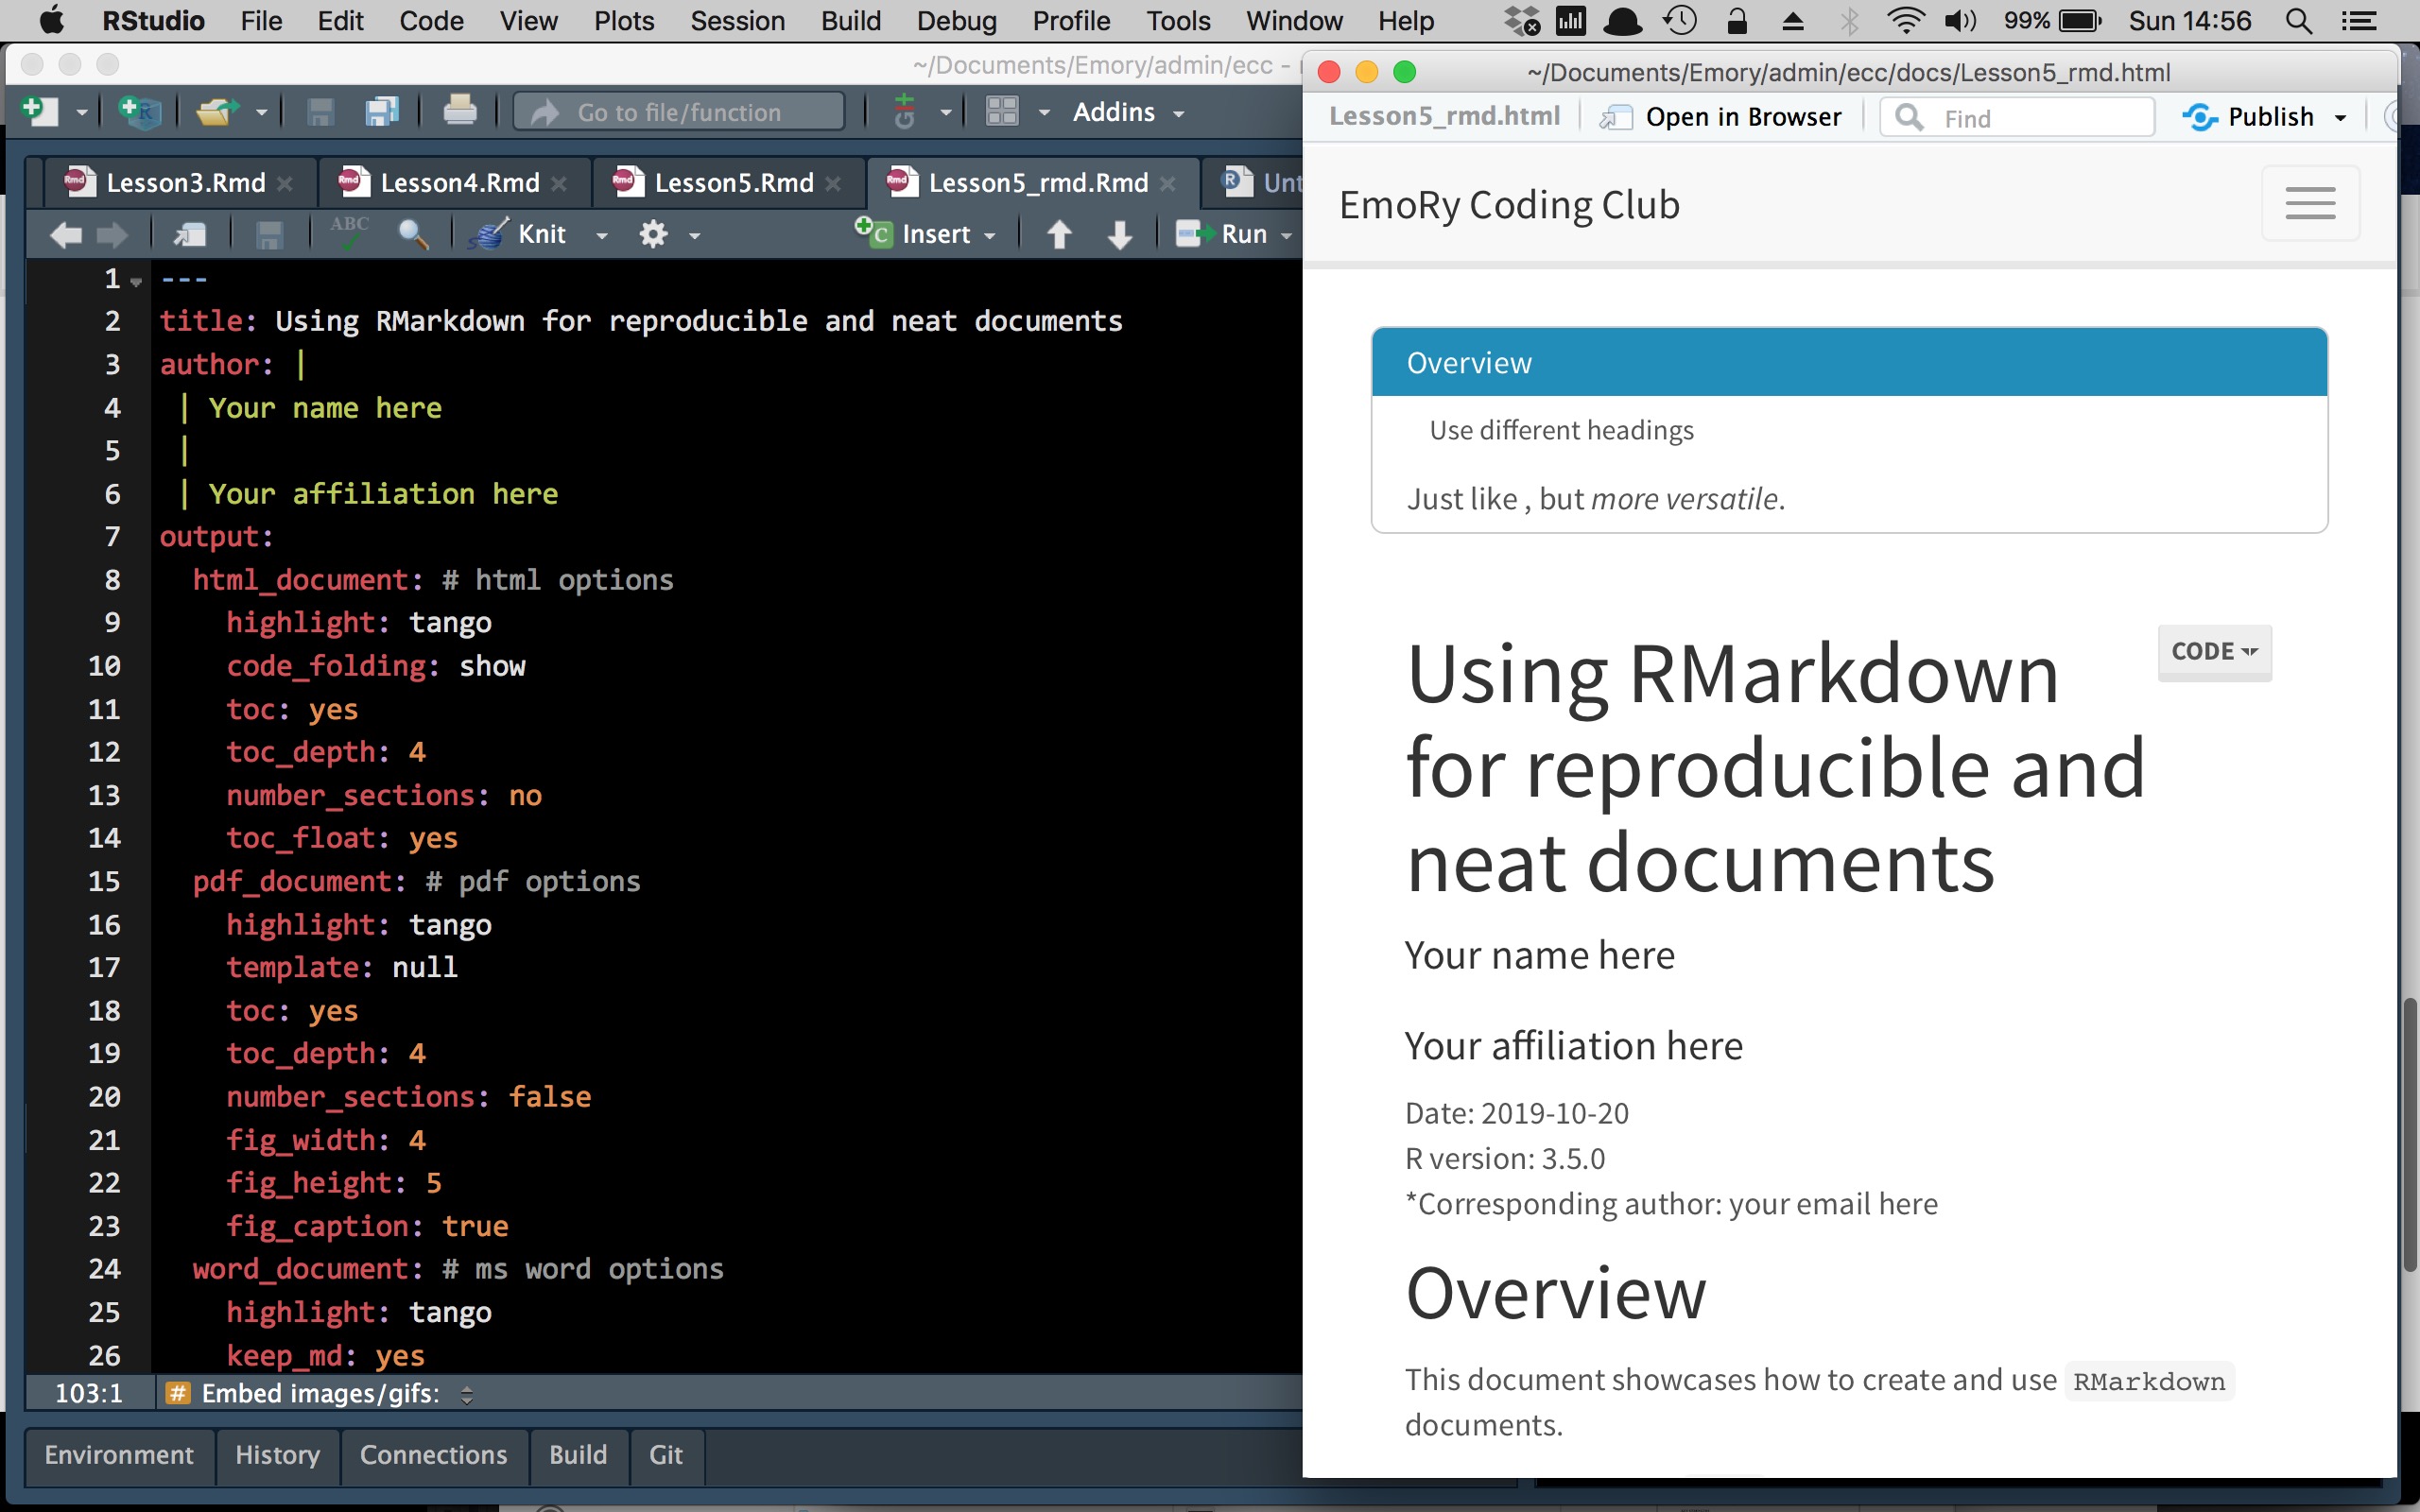 RStudio File Edit Code View Plots Session Build Debug Profile Tools Window Help 99% Sun 14:56
~/Documents/Emory/admin/ecc -
Go to file/function Addins
Lesson3.Rmd Lesson4.Rmd Lesson5.Rmd Lesson5_rmd.Rmd Unt
ABC Knit Insert Run
1 ---
2 title: Using RMarkdown for reproducible and neat documents
3 author: |
4 | Your name here
5 |
6 | Your affiliation here
7 output:
8 html_document: # html options
9 highlight: tango
10 code_folding: show
11 toc: yes
12 toc_depth: 4
13 number_sections: no
14 toc_float: yes
15 pdf_document: # pdf options
16 highlight: tango
17 template: null
18 toc: yes
19 toc_depth: 4
20 number_sections: false
21 fig_width: 4
22 fig_height: 5
23 fig_caption: true
24 word_document: # ms word options
25 highlight: tango
26 keep_md: yes
103:1 # Embed images/gifs:
Environment History Connections Build Git
~/Documents/Emory/admin/ecc/docs/Lesson5_rmd.html
Lesson5_rmd.html Open in Browser Find Publish
EmoRy Coding Club
Overview
Use different headings
Just like , but more versatile.
CODE
Using RMarkdown
for reproducible and
neat documents
Your name here
Your affiliation here
Date: 2019-10-20
R version: 3.5.0
*Corresponding author: your email here
Overview
This document showcases how to create and use RMarkdown
documents.